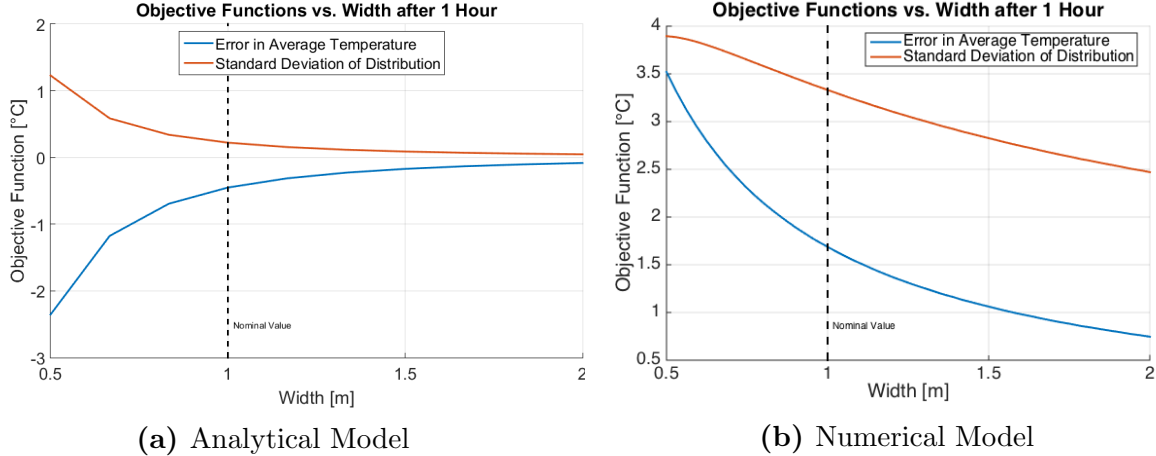 Objective Functions vs. Width after 1 Hour
2
1
0
-1
-2
-3
Objective Function [°C]
Error in Average Temperature
Standard Deviation of Distribution
Nominal Value
0.5
1
1.5
2
Width [m]
(a) Analytical Model
Objective Functions vs. Width after 1 Hour
4
3.5
3
2.5
2
1.5
1
0.5
Objective Function [°C]
Error in Average Temperature
Standard Deviation of Distribution
Nominal Value
0.5
1
1.5
2
Width [m]
(b) Numerical Model